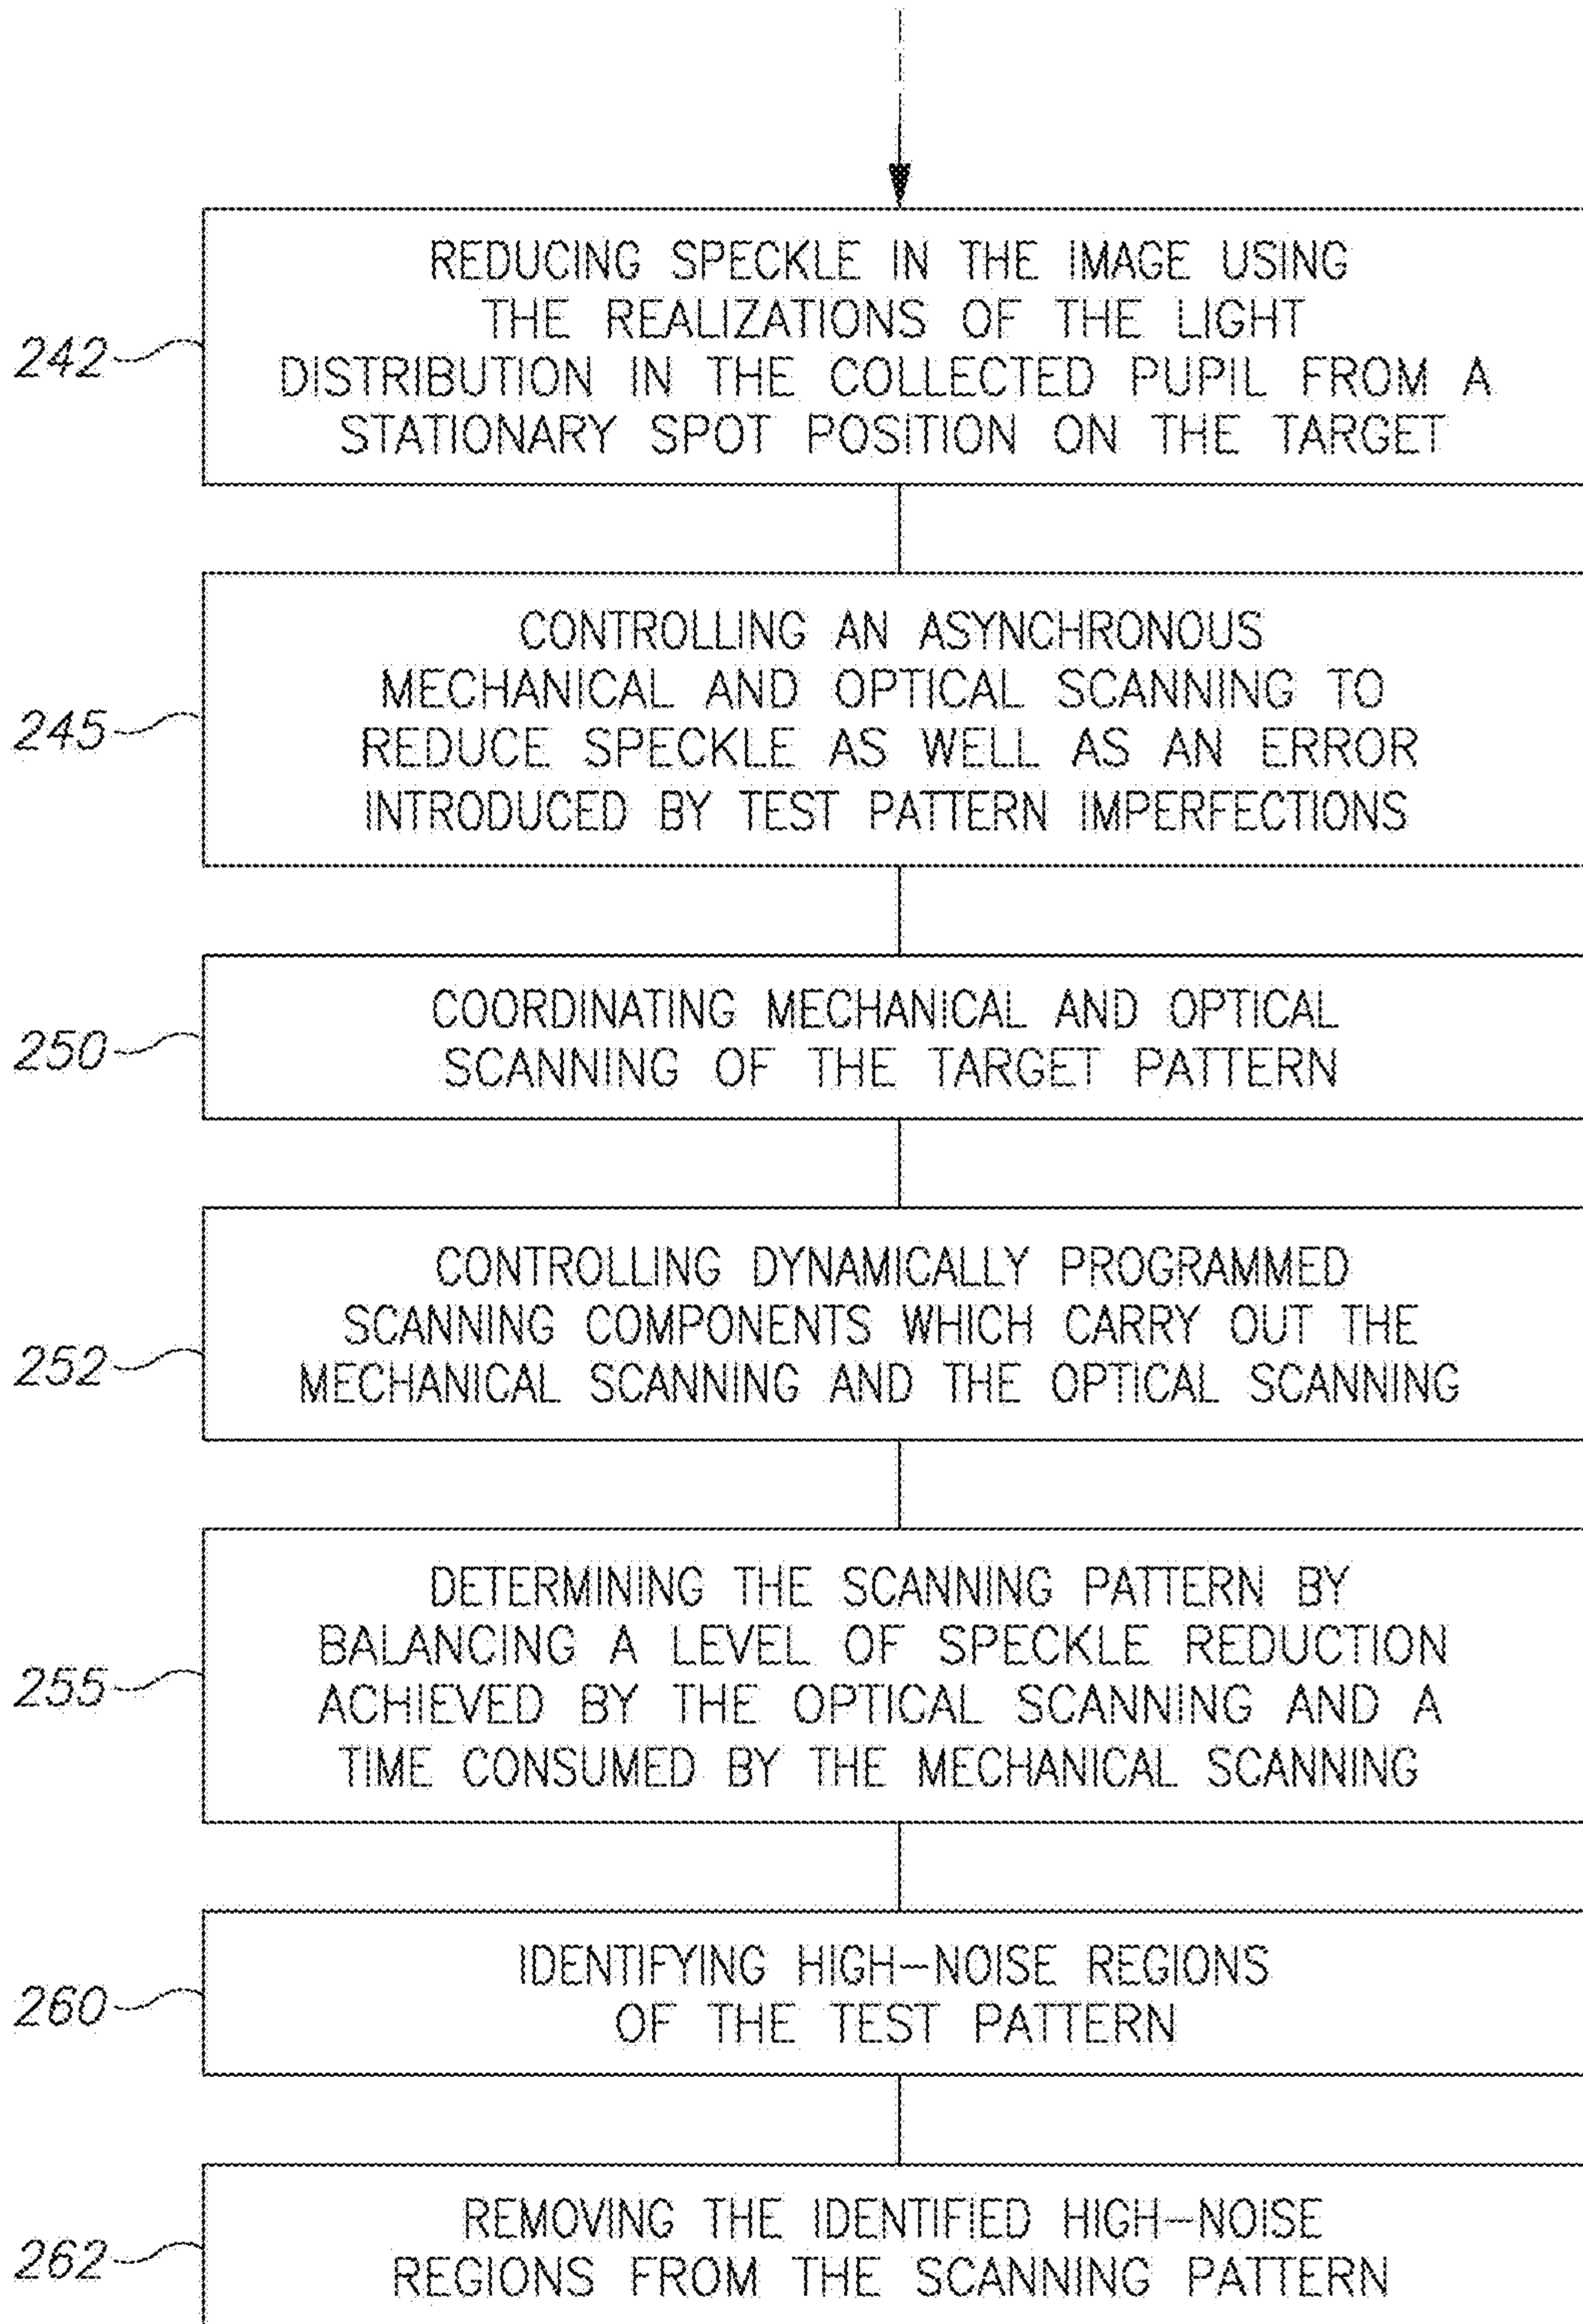 REDUCING SPECKLE IN THE IMAGE USING
THE REALIZATIONS OF THE LIGHT
DISTRIBUTION IN THE COLLECTED PUPIL FROM A
STATIONARY SPOT POSITION ON THE TARGET
242
CONTROLLING AN ASYNCHRONOUS
MECHANICAL AND OPTICAL SCANNING TO
REDUCE SPECKLE AS WELL AS AN ERROR
INTRODUCED BY TEST PATTERN IMPERFECTIONS
245
COORDINATING MECHANICAL AND OPTICAL
SCANNING OF THE TARGET PATTERN
250
CONTROLLING DYNAMICALLY PROGRAMMED
SCANNING COMPONENTS WHICH CARRY OUT THE
MECHANICAL SCANNING AND THE OPTICAL SCANNING
252
DETERMINING THE SCANNING PATTERN BY
BALANCING A LEVEL OF SPECKLE REDUCTION
ACHIEVED BY THE OPTICAL SCANNING AND A
TIME CONSUMED BY THE MECHANICAL SCANNING
255
IDENTIFYING HIGH-NOISE REGIONS
OF THE TEST PATTERN
260
REMOVING THE IDENTIFIED HIGH-NOISE
REGIONS FROM THE SCANNING PATTERN
262